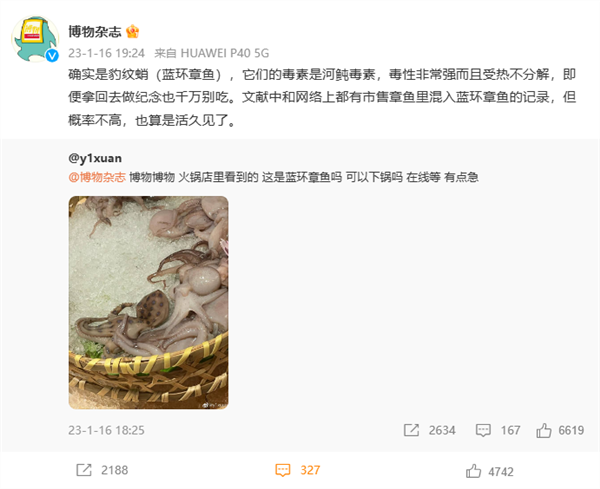 博物杂志
23-1-16 19:24 来自 HUAWEI P40 5G
确实是豹纹蛸（蓝环章鱼），它们的毒素是河鲀毒素，毒性非常强而且受热不分解，即
便拿回去做纪念也千万别吃。文献中和网络上都有市售章鱼里混入蓝环章鱼的记录，但
概率不高，也算是活久见了。
@y1xuan
@博物杂志 博物博物 火锅店里看到的 这是蓝环章鱼吗 可以下锅吗 在线等 有点急
23-1-16 18:25 2634 167 6619
2188 327 4742